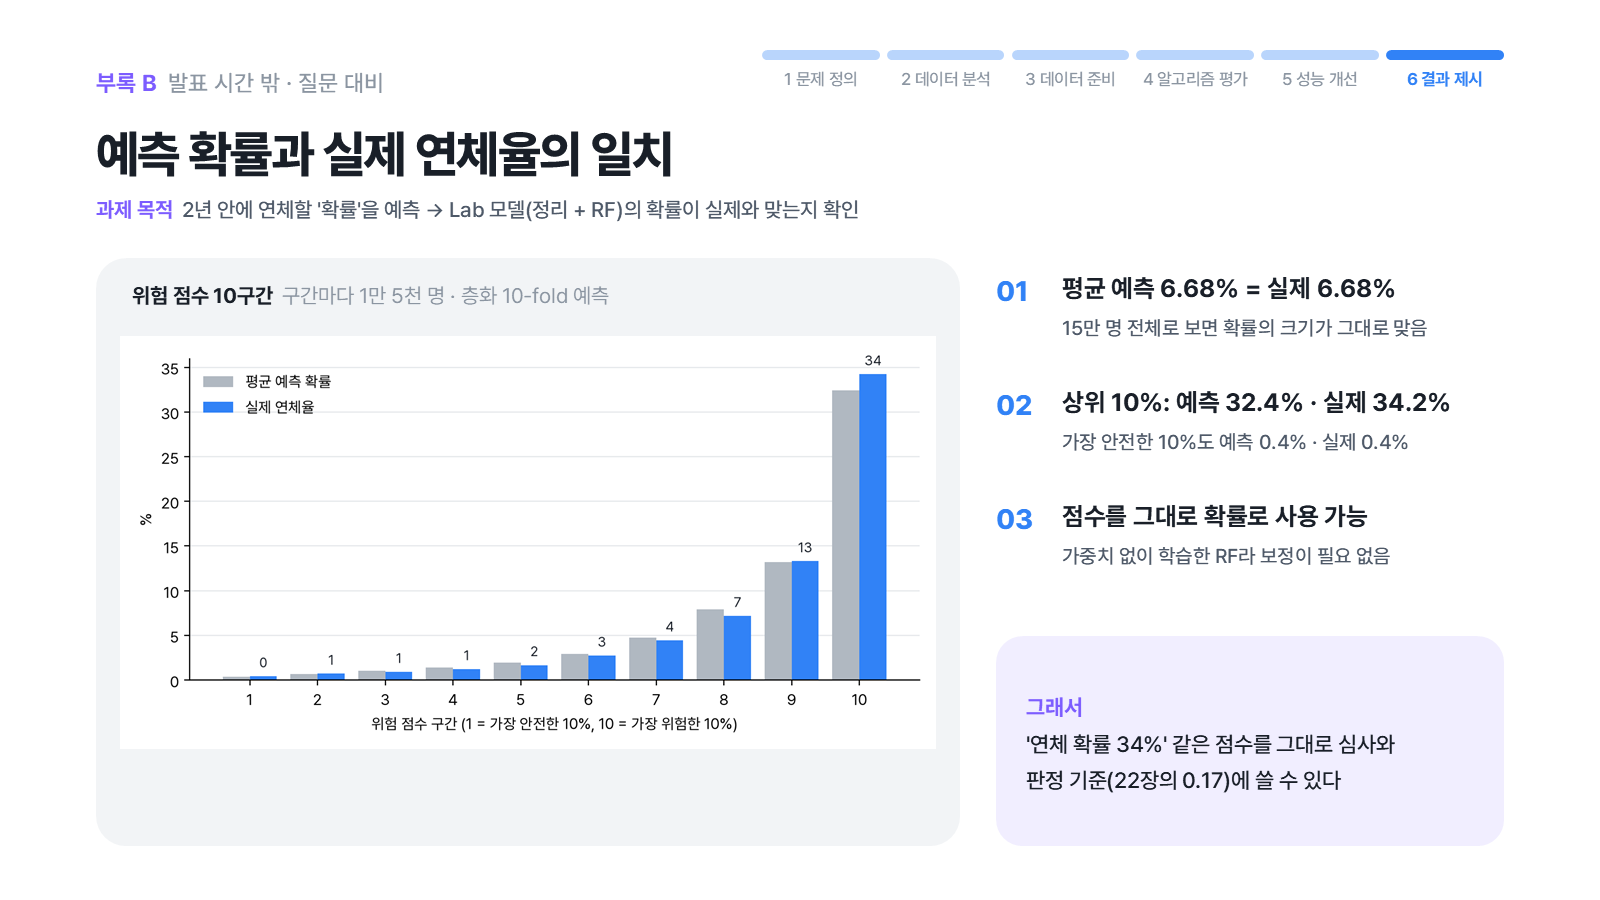 부록 B 발표 시간 밖 · 질문 대비
1 문제 정의
2 데이터 분석
3 데이터 준비
4 알고리즘 평가
5 성능 개선
6 결과 제시
예측 확률과 실제 연체율의 일치
과제 목적 2년 안에 연체할 '확률'을 예측 → Lab 모델(정리 + RF)의 확률이 실제와 맞는지 확인
위험 점수 10구간 구간마다 1만 5천 명 · 층화 10-fold 예측
35
30
25
20
15
10
5
0
%
평균 예측 확률
실제 연체율
0
1
1
1
2
3
4
7
13
34
1 2 3 4 5 6 7 8 9 10
위험 점수 구간 (1 = 가장 안전한 10%, 10 = 가장 위험한 10%)
01 평균 예측 6.68% = 실제 6.68%
15만 명 전체로 보면 확률의 크기가 그대로 맞음
02 상위 10%: 예측 32.4% · 실제 34.2%
가장 안전한 10%도 예측 0.4% · 실제 0.4%
03 점수를 그대로 확률로 사용 가능
가중치 없이 학습한 RF라 보정이 필요 없음
그래서
'연체 확률 34%' 같은 점수를 그대로 심사와
판정 기준(22장의 0.17)에 쓸 수 있다